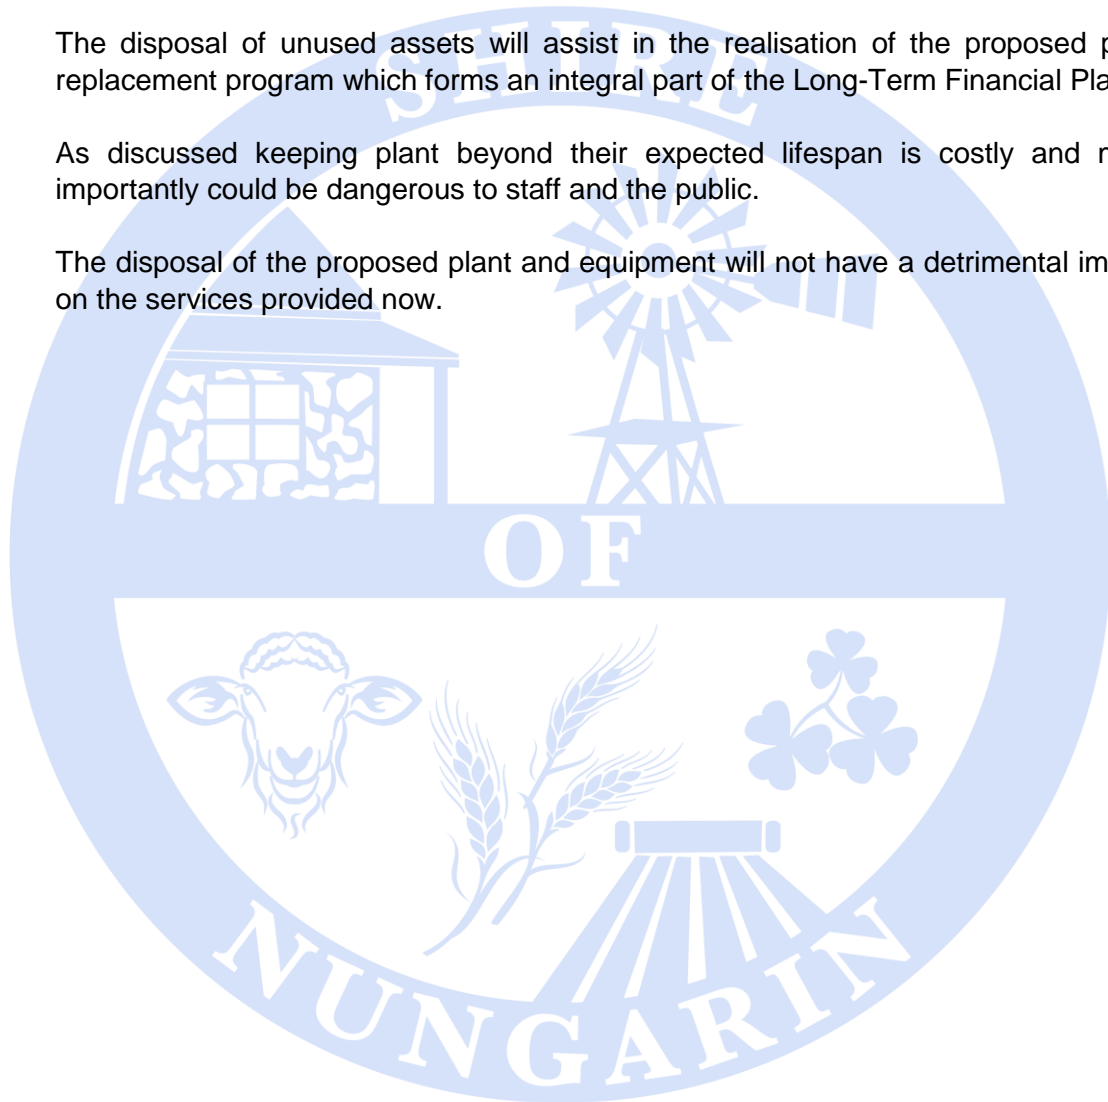 The disposal of unused assets will assist in the realisation of the proposed p
replacement program which forms an integral part of the Long-Term Financial Pla
As discussed keeping plant beyond their expected lifespan is costly and
importantly could be dangerous to staff and the public.
The disposal of the proposed plant and equipment will not have a detrimental im
on the services provided now.
SHIRE
OF
NUNGARIN